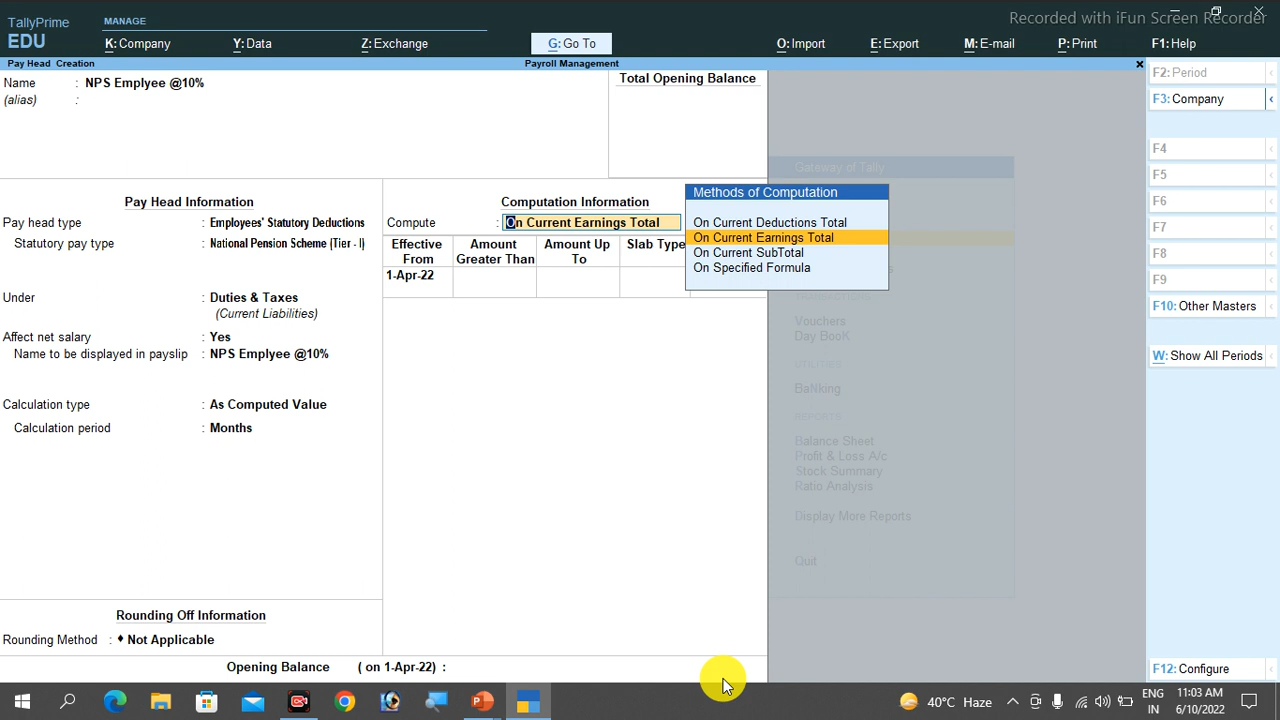 Recorded with iFun Screen Recorder
TallyPrime
EDU
MANAGE
K: Company
Y: Data
Z: Exchange
G: Go To
O: Import
E: Export
M: E-mail
P: Print
F1: Help
Pay Head Creation
Payroll Management
Name : NPS Emplyee @10%
(alias) :
Total Opening Balance
Pay Head Information
Pay head type : Employees' Statutory Deductions
Statutory pay type : National Pension Scheme (Tier - I)
Under : Duties & Taxes
(Current Liabilities)
Affect net salary : Yes
Name to be displayed in payslip : NPS Emplyee @10%
Calculation type : As Computed Value
Calculation period : Months
Computation Information
Compute : On Current Earnings Total
Effective From
Amount Greater Than
Amount Up To
Slab Type
1-Apr-22
Methods of Computation
On Current Deductions Total
On Current Earnings Total
On Current SubTotal
On Specified Formula
Gateway of Tally
TRANSACTIONS
Vouchers
Day BooK
UTILITIES
BaNking
REPORTS
Balance Sheet
Profit & Loss A/c
Stock Summary
Ratio Analysis
Display More Reports
Quit
Rounding Off Information
Rounding Method : ♦ Not Applicable
Opening Balance ( on 1-Apr-22) :
F2: Period
F3: Company
F4
F5
F6
F7
F8
F9
F10: Other Masters
W: Show All Periods
F12: Configure
40°C Haze
ENG
IN
11:03 AM
6/10/2022